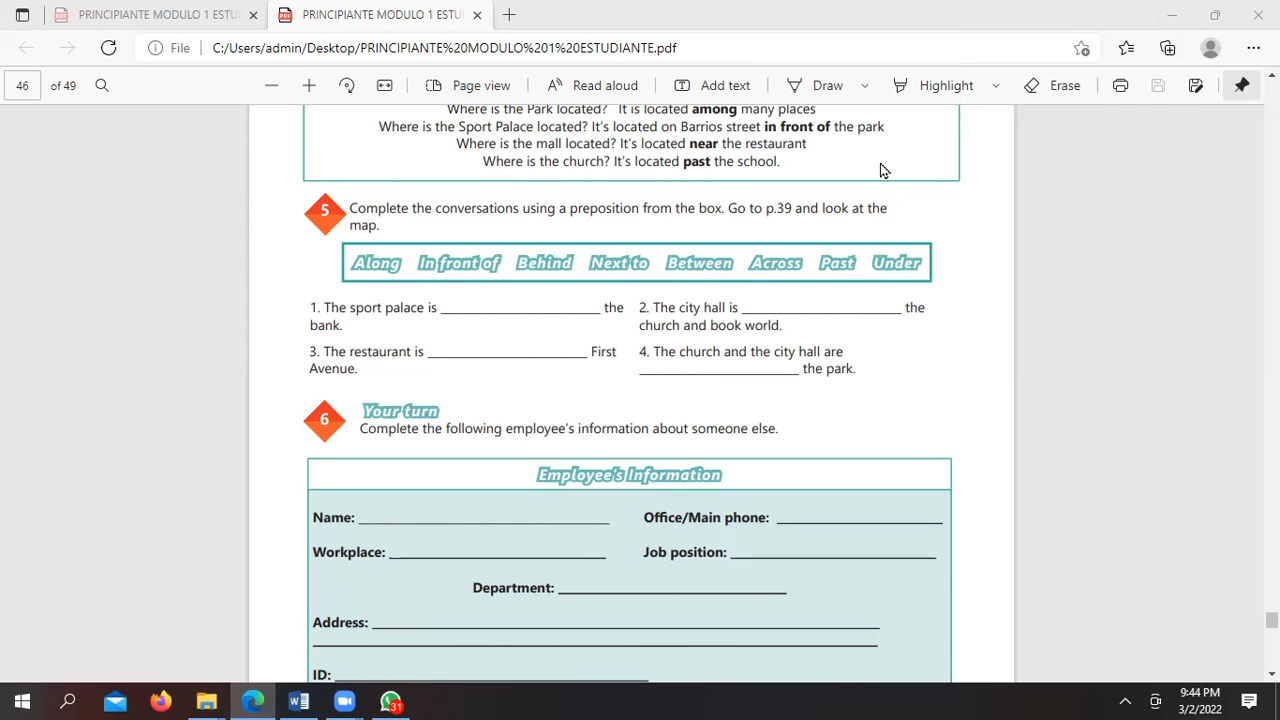 PRINCIPIANTE MODULO 1 ESTU
PRINCIPIANTE MODULO 1 ESTU
File
C:/Users/admin/Desktop/PRINCIPIANTE%20MODULO%201%20ESTUDIANTE.pdf
46 of 49
Page view
Read aloud
Add text
Draw
Highlight
Erase
Where is the Park located? It is located among many places
Where is the Sport Palace located? It's located on Barrios street in front of the park
Where is the mall located? It's located near the restaurant
Where is the church? It's located past the school.
5
Complete the conversations using a preposition from the box. Go to p.39 and look at the
map.
Along In front of Behind Next to Between Across Past Under
1. The sport palace is ______________________ the
bank.
2. The city hall is ______________________ the
church and book world.
3. The restaurant is ______________________ First
Avenue.
4. The church and the city hall are
______________________ the park.
6
Your turn
Complete the following employee's information about someone else.
Employee's Information
Name: ______________________
Office/Main phone: ______________________
Workplace: ______________________
Job position: ______________________
Department: ______________________
Address: ______________________
ID: ______________________
31
9:44 PM
3/2/2022